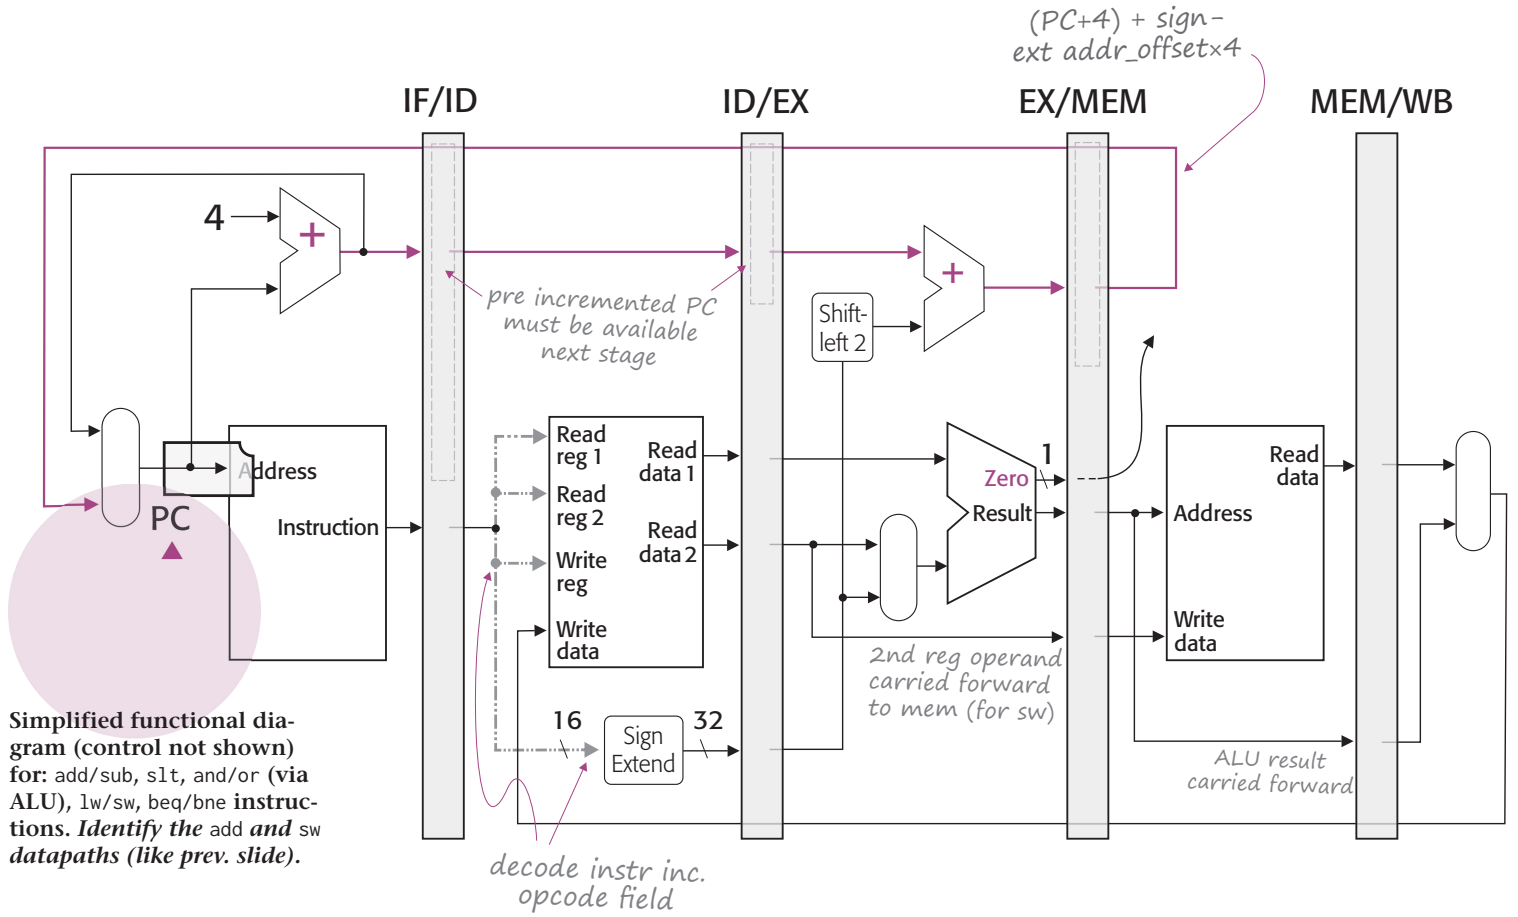 (PC+4) + sign-
ext addr_offset×4
IF/ID
ID/EX
EX/MEM
MEM/WB
4
+
pre incremented PC
must be available
next stage
+
Shift-
left 2
Address
Instruction
PC
Read
reg 1
Read
reg 2
Write
reg
Write
data
Read
data 1
Read
data 2
Zero
1
Result
Read
data
Address
Write
data
2nd reg operand
carried forward
to mem (for sw)
16
Sign
Extend
32
ALU result
carried forward
decode instr inc.
opcode field
Simplified functional dia-
gram (control not shown)
for: add/sub, slt, and/or (via
ALU), lw/sw, beq/bne instruc-
tions. Identify the add and sw
datapaths (like prev. slide).